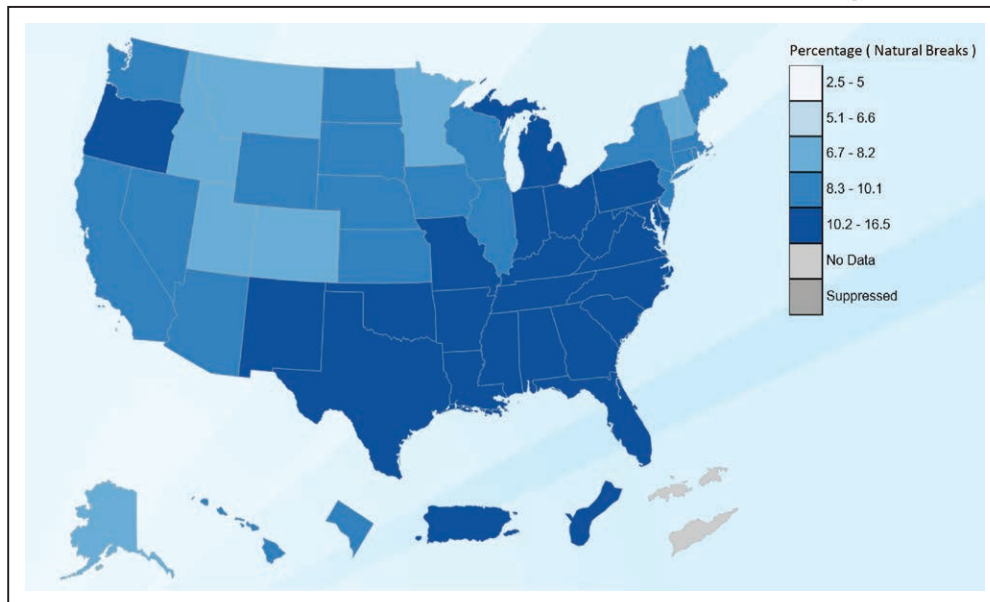 Percentage ( Natural Breaks )
2.5 - 5
5.1 - 6.6
6.7 - 8.2
8.3 - 10.1
10.2 - 16.5
No Data
Suppressed